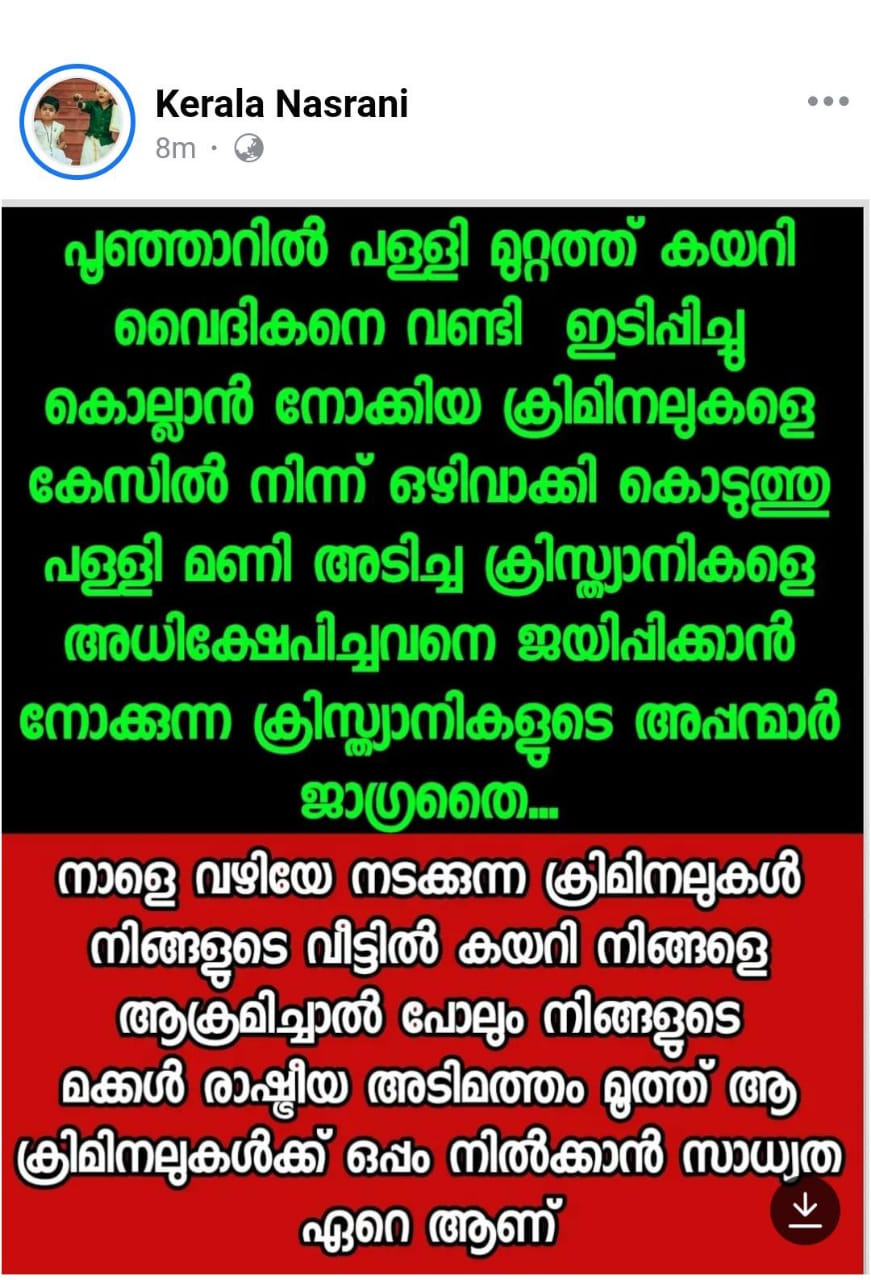 Kerala Nasrani
8m ·
പൂഞ്ഞാറിൽ പള്ളി മുറ്റത്ത് കയറി
വൈദികനെ വണ്ടി ഇടിപ്പിച്ചു
കൊല്ലാൻ നോക്കിയ ക്രിമിനലുകളെ
കേസിൽ നിന്ന് ഒഴിവാക്കി കൊടുത്തു
പള്ളി മണി അടിച്ച ക്രിസ്ത്യാനികളെ
അധിക്ഷേപിച്ചവനെ ജയിപ്പിക്കാൻ
നോക്കുന്ന ക്രിസ്ത്യാനികളുടെ അപ്പന്മാർ
ജാഗ്രതൈ...
നാളെ വഴിയേ നടക്കുന്ന ക്രിമിനലുകൾ
നിങ്ങളുടെ വീട്ടിൽ കയറി നിങ്ങളെ
ആക്രമിച്ചാൽ പോലും നിങ്ങളുടെ
മക്കൾ രാഷ്ട്രീയ അടിമത്തം മൂത്ത് ആ
ക്രിമിനലുകൾക്ക് ഒപ്പം നിൽക്കാൻ സാധ്യത
ഏറെ ആണ്